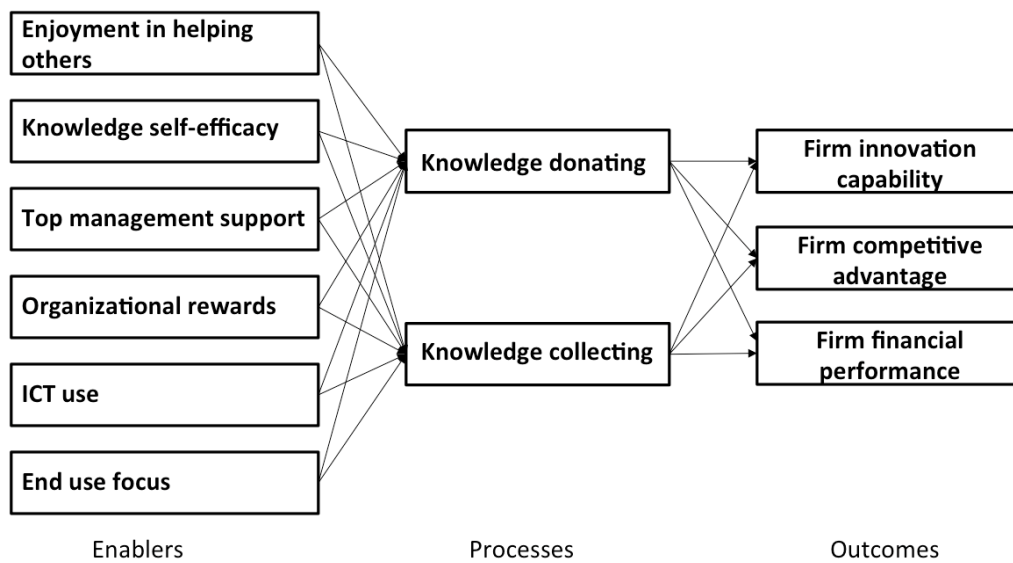 Enjoyment in helping
others
Knowledge self-efficacy
Top management support
Organizational rewards
ICT use
End use focus
Knowledge donating
Knowledge collecting
Firm innovation
capability
Firm competitive
advantage
Firm financial
performance
Enablers
Processes
Outcomes